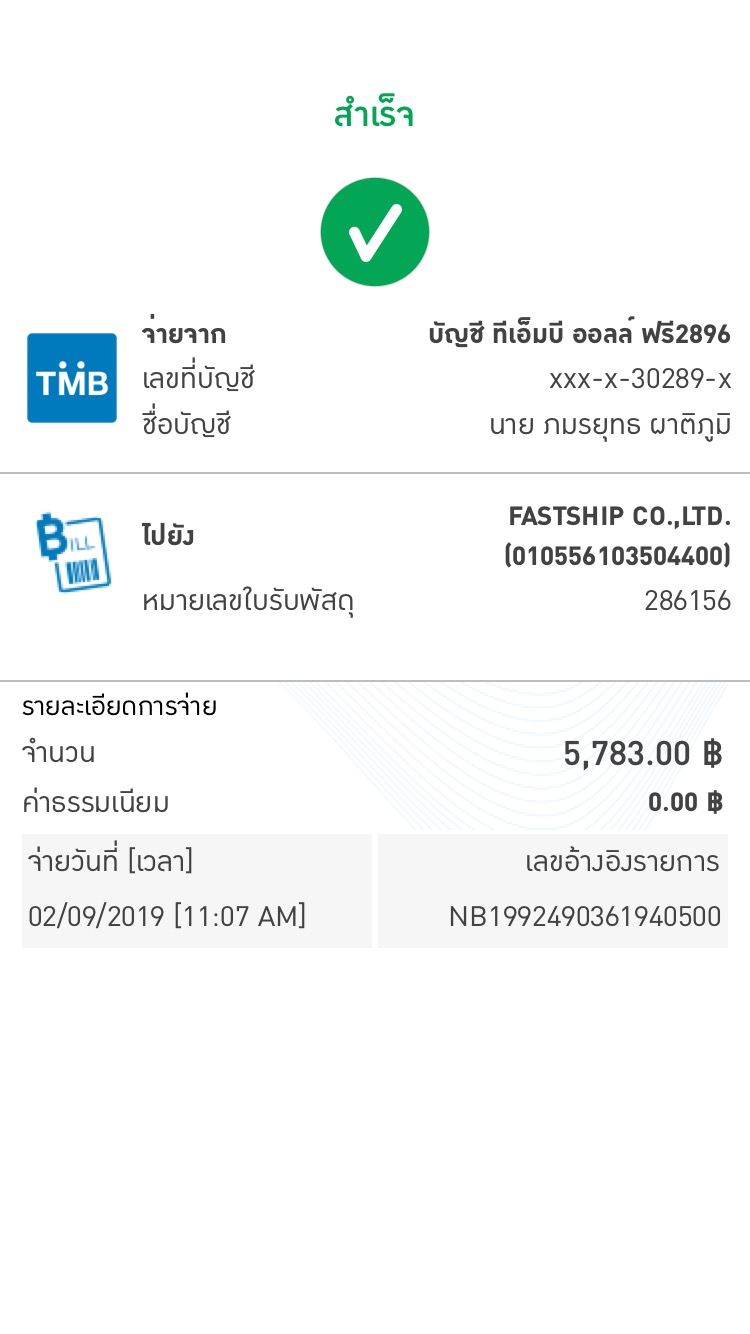 สำเร็จ
TMB
จ่ายจาก บัญชี ทีเอ็มบี ออลล์ ฟรี2896
เลขที่บัญชี xxx-x-30289-x
ชื่อบัญชี นาย ภมรยุทธ ผาติภูมิ
BILL
ไปยัง FASTSHIP CO.,LTD.
(010556103504400)
หมายเลขใบรับพัสดุ 286156
รายละเอียดการจ่าย
จำนวน 5,783.00 ฿
ค่าธรรมเนียม 0.00 ฿
จ่ายวันที่ [เวลา] เลขอ้างอิงรายการ
02/09/2019 [11:07 AM] NB1992490361940500